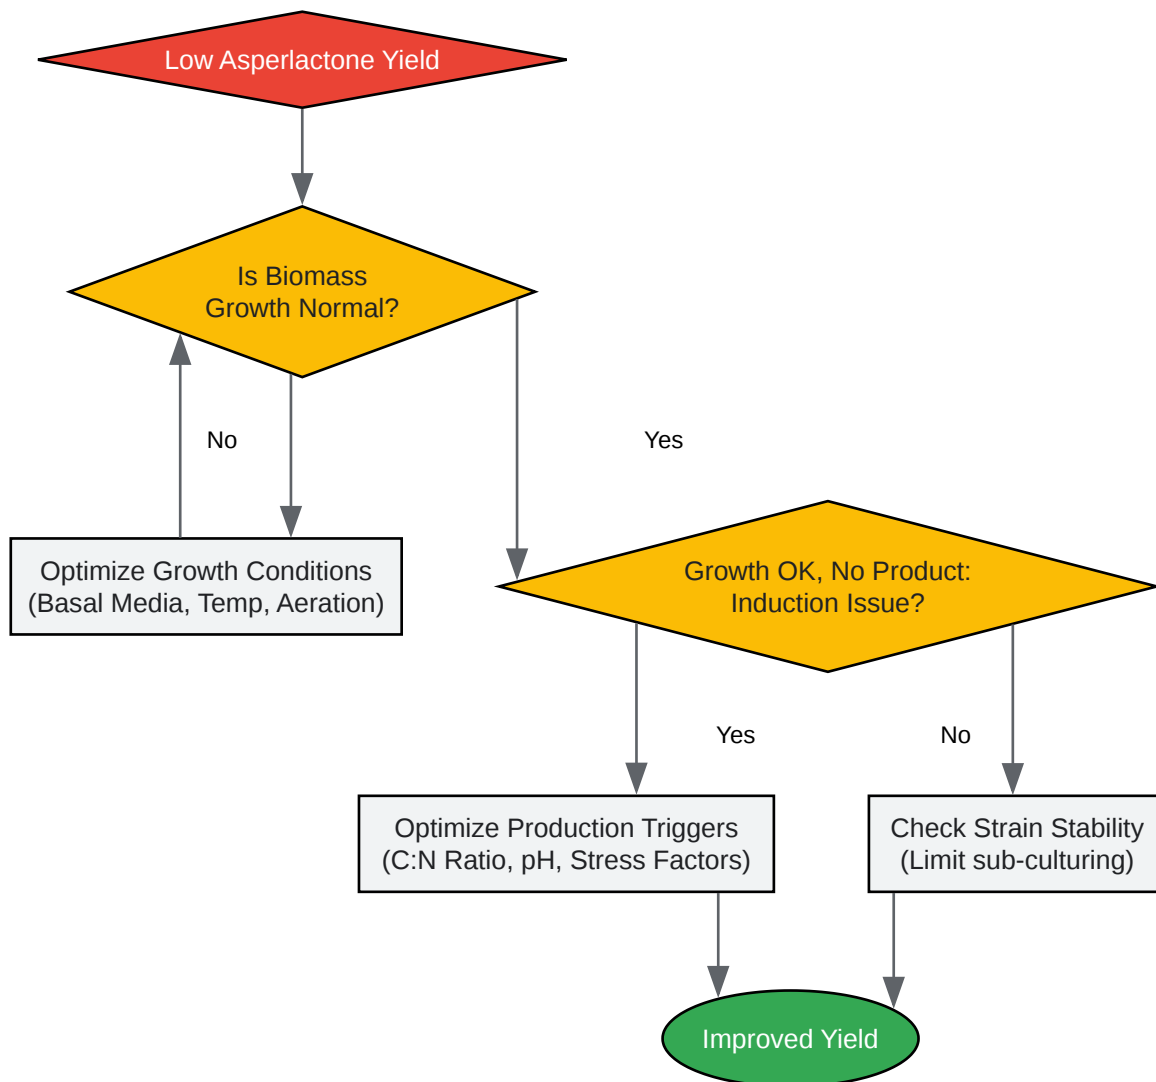 Low Asperlactone Yield
Is Biomass
Growth Normal?
No
Yes
Optimize Growth Conditions
(Basal Media, Temp, Aeration)
Growth OK, No Product:
Induction Issue?
Yes
No
Optimize Production Triggers
(C:N Ratio, pH, Stress Factors)
Check Strain Stability
(Limit sub-culturing)
Improved Yield